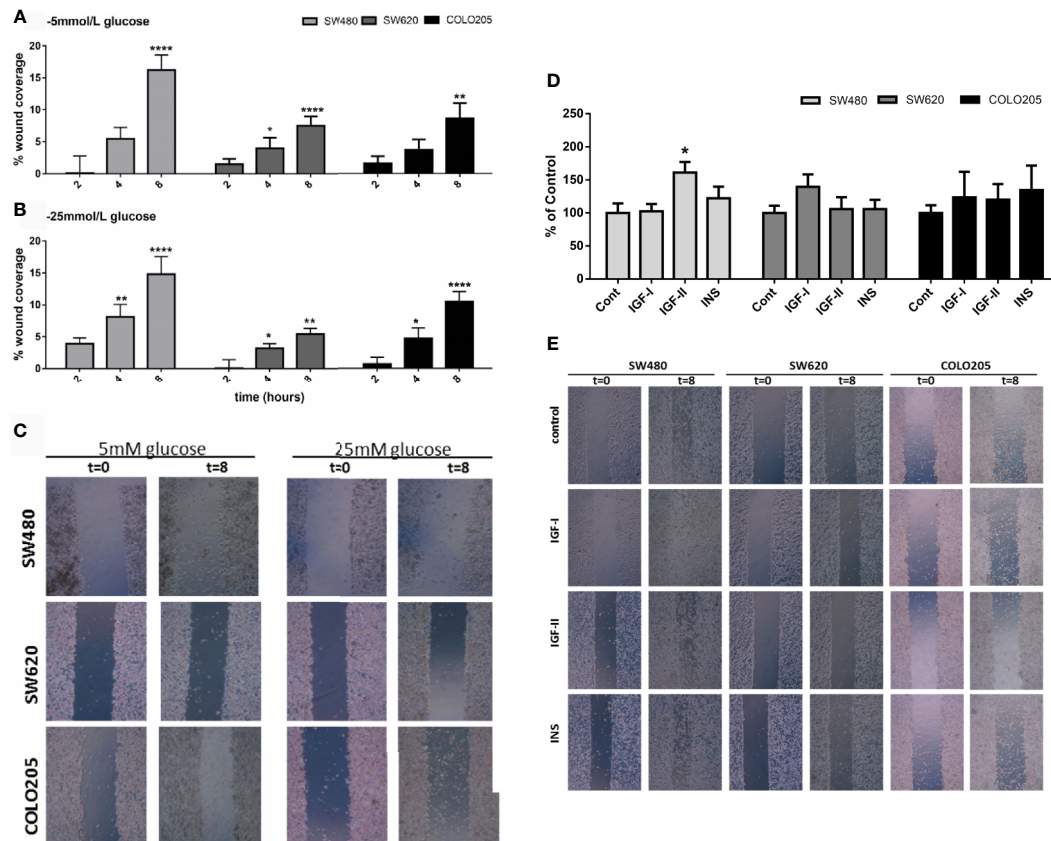 A
-5mmol/L glucose
SW480 SW620 COLO205
% wound coverage
20
15
10
5
0
****
*
****
**
2 4 8 2 4 8 2 4 8
B
-25mmol/L glucose
% wound coverage
20
15
10
5
0
**
****
*
**
*
****
2 4 8 2 4 8 2 4 8
time (hours)
C
5mM glucose 25mM glucose
t=0 t=8 t=0 t=8
SW480
SW620
COLO205
D
SW480 SW620 COLO205
% of Control
250
200
150
100
50
0
*
Cont IGF-I IGF-II INS Cont IGF-I IGF-II INS Cont IGF-I IGF-II INS
E
SW480 SW620 COLO205
t=0 t=8 t=0 t=8 t=0 t=8
control
IGF-I
IGF-II
INS